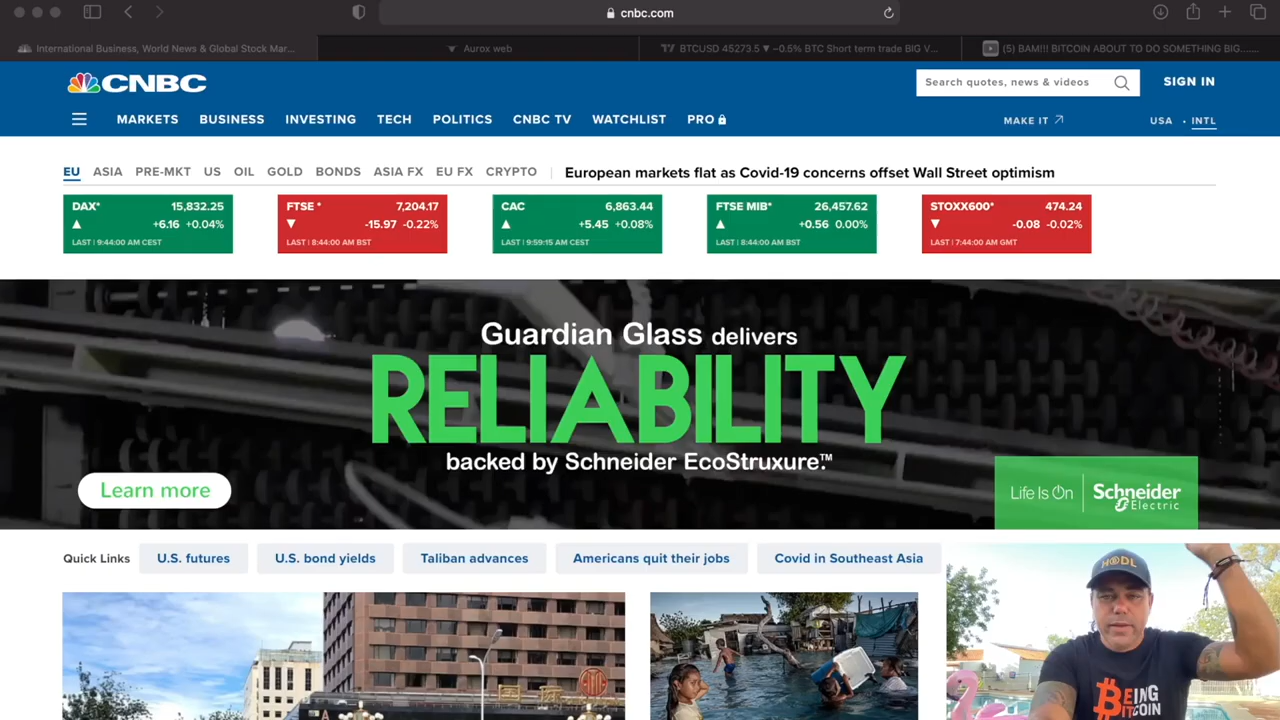 cnbc.com
International Business, World News & Global Stock Mar...
Aurox web
BTCUSD 45273.5 ▼ −0.5% BTC Short term trade BIG V...
(5) BAM!!! BITCOIN ABOUT TO DO SOMETHING BIG.......
CNBC
Search quotes, news & videos
SIGN IN
MARKETS BUSINESS INVESTING TECH POLITICS CNBC TV WATCHLIST PRO
MAKE IT
USA • INTL
EU ASIA PRE-MKT US OIL GOLD BONDS ASIA FX EU FX CRYPTO
European markets flat as Covid-19 concerns offset Wall Street optimism
DAX* 15,832.25
▲ +6.16 +0.04%
LAST | 9:44:00 AM CEST
FTSE * 7,204.17
▼ -15.97 -0.22%
LAST | 8:44:00 AM BST
CAC 6,863.44
▲ +5.45 +0.08%
LAST | 9:59:15 AM CEST
FTSE MIB* 26,457.62
▲ +0.56 0.00%
LAST | 8:44:00 AM BST
STOXX600* 474.24
▼ -0.08 -0.02%
LAST | 7:44:00 AM GMT
Guardian Glass delivers
RELIABILITY
backed by Schneider EcoStruxure.™
Learn more
Life Is On
Schneider
Electric
Quick Links
U.S. futures
U.S. bond yields
Taliban advances
Americans quit their jobs
Covid in Southeast Asia
HODL
BEING
BITCOIN